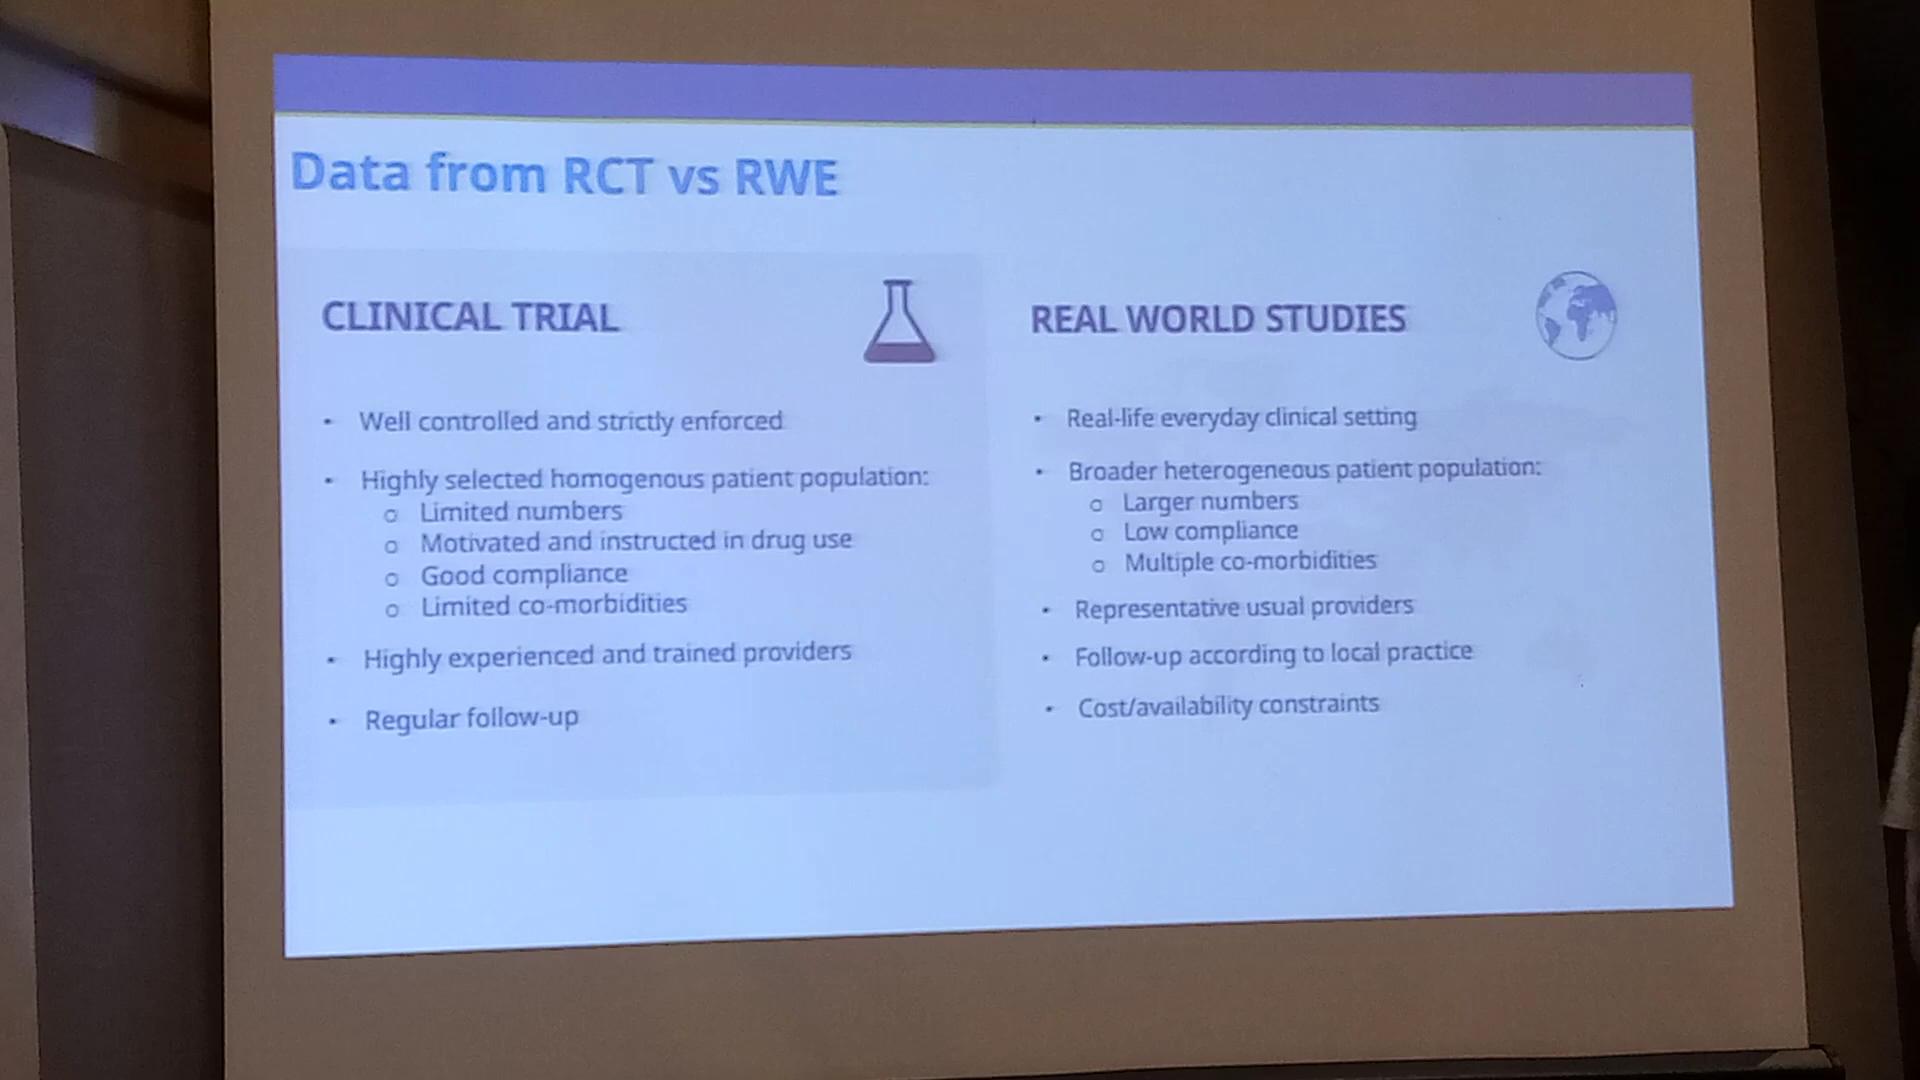 Data from RCT vs RWE
CLINICAL TRIAL
• Well controlled and strictly enforced
• Highly selected homogenous patient population:
o Limited numbers
o Motivated and instructed in drug use
o Good compliance
o Limited co-morbidities
• Highly experienced and trained providers
• Regular follow-up
REAL WORLD STUDIES
• Real-life everyday clinical setting
• Broader heterogeneous patient population:
o Larger numbers
o Low compliance
o Multiple co-morbidities
• Representative usual providers
• Follow-up according to local practice
• Cost/availability constraints